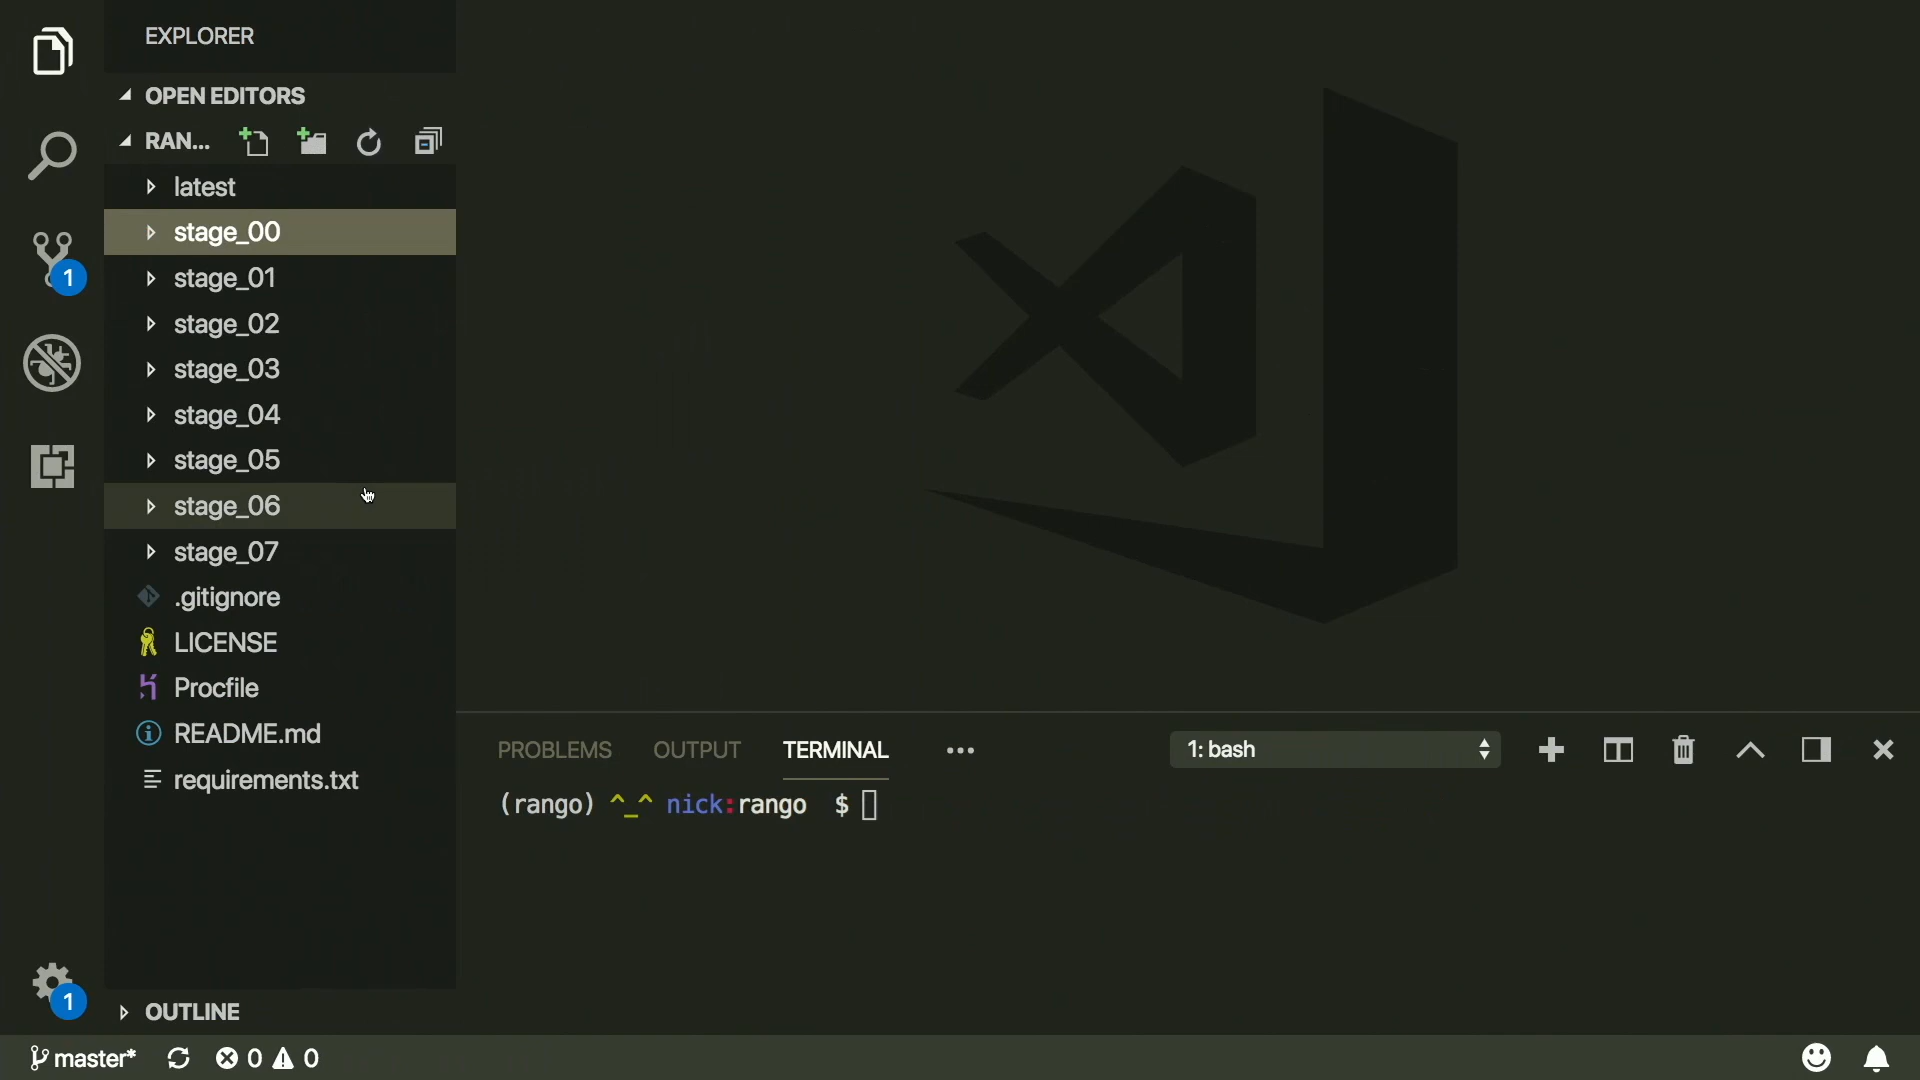 EXPLORER
OPEN EDITORS
RAN...
latest
stage_00
stage_01
stage_02
stage_03
stage_04
stage_05
stage_06
stage_07
.gitignore
LICENSE
Procfile
README.md
requirements.txt
OUTLINE
1
1
PROBLEMS OUTPUT TERMINAL ••• 1: bash
(rango) ^_^ nick:rango $
master* 0 0